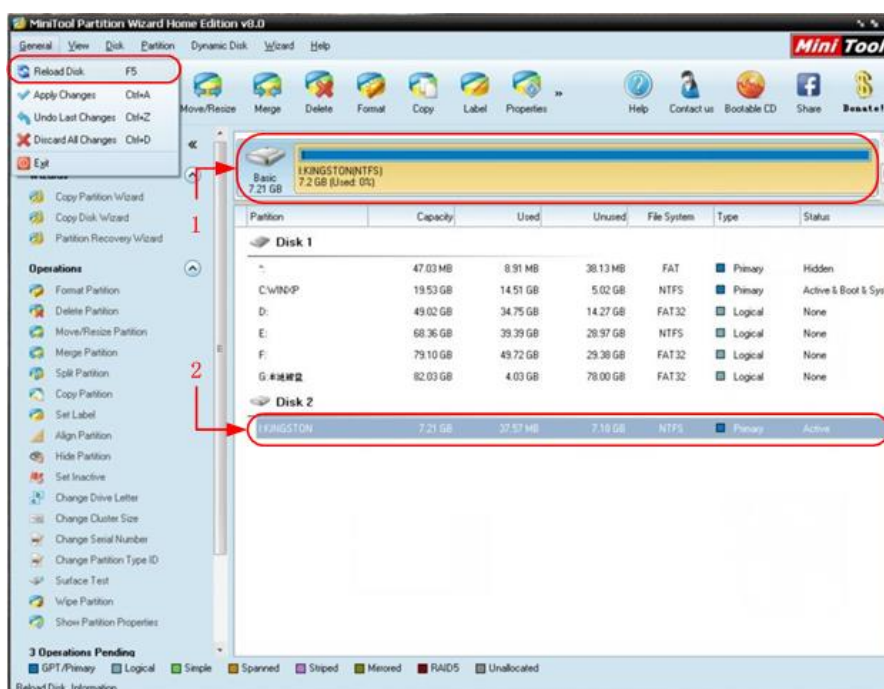 MiniTool Partition Wizard Home Edition v8.0
General View Disk Partition Dynamic Disk Wizard Help
Mini Tool
Reload Disk F5
Apply Changes Ctrl+A
Undo Last Changes Ctrl+Z
Discard All Changes Ctrl+D
Exit
Move/Resize Merge Delete Format Copy Label Properties » Help Contact us Bootable CD Share Donate!
Copy Partition Wizard
Copy Disk Wizard
Partition Recovery Wizard
Operations
Format Partition
Delete Partition
Move/Resize Partition
Merge Partition
Split Partition
Copy Partition
Set Label
Align Partition
Hide Partition
Set Inactive
Change Drive Letter
Change Cluster Size
Change Serial Number
Change Partition Type ID
Surface Test
Wipe Partition
Show Partition Properties
3 Operations Pending
1
2
Basic
7.21 GB
I:KINGSTON(NTFS)
7.2 GB (Used: 0%)
Partition Capacity Used Unused File System Type Status
Disk 1
*: 47.03 MB 8.91 MB 38.13 MB FAT Primary Hidden
C:WINXP 19.53 GB 14.51 GB 5.02 GB NTFS Primary Active & Boot & Sys
D: 49.02 GB 34.75 GB 14.27 GB FAT32 Logical None
E: 68.36 GB 39.39 GB 28.97 GB NTFS Logical None
F: 79.10 GB 49.72 GB 29.38 GB FAT32 Logical None
G:本地磁盘 82.03 GB 4.03 GB 78.00 GB FAT32 Logical None
Disk 2
I:KINGSTON 7.21 GB 37.57 MB 7.18 GB NTFS Primary Active
GPT/Primary Logical Simple Spanned Striped Mirrored RAID5 Unallocated
Reload Disk Information